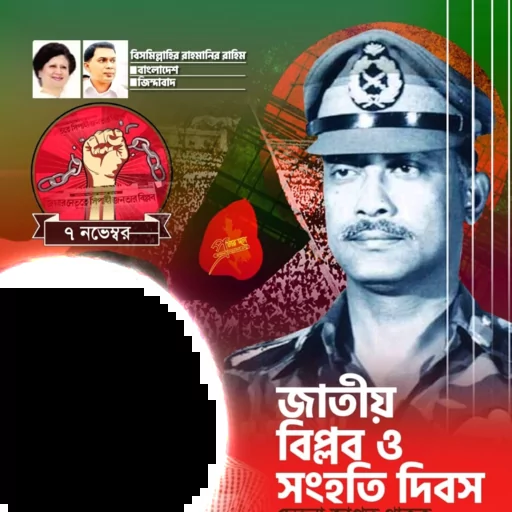 বিসমিল্লাহির রাহমানির রাহিম
বাংলাদেশ
জিন্দাবাদ
৭ নভেম্বর
জাতীয়
বিপ্লব ও
সংহতি দিবস